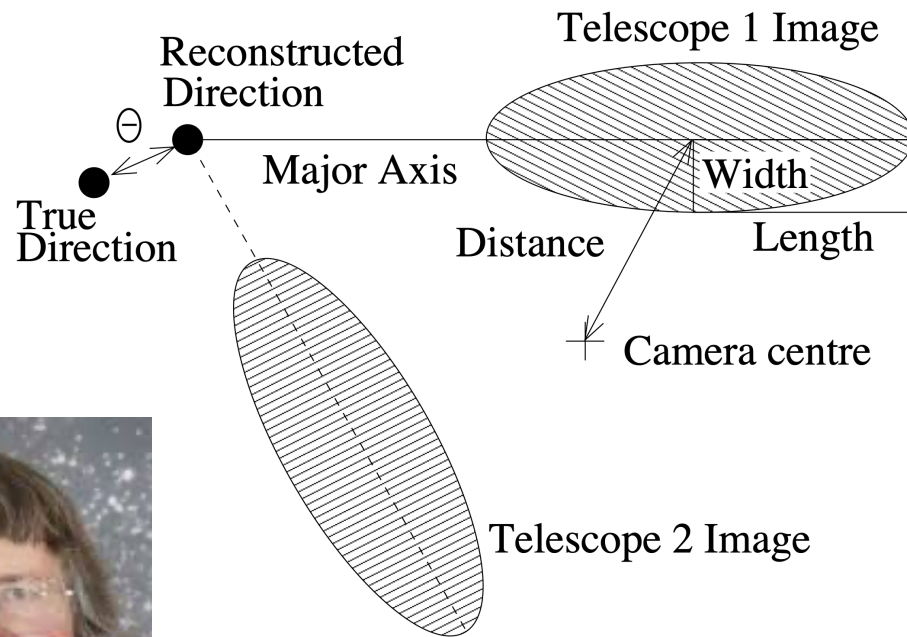 Telescope 1 Image
Reconstructed
Direction
Θ
Major Axis
Width
True
Direction
Distance
Length
Camera centre
Telescope 2 Image